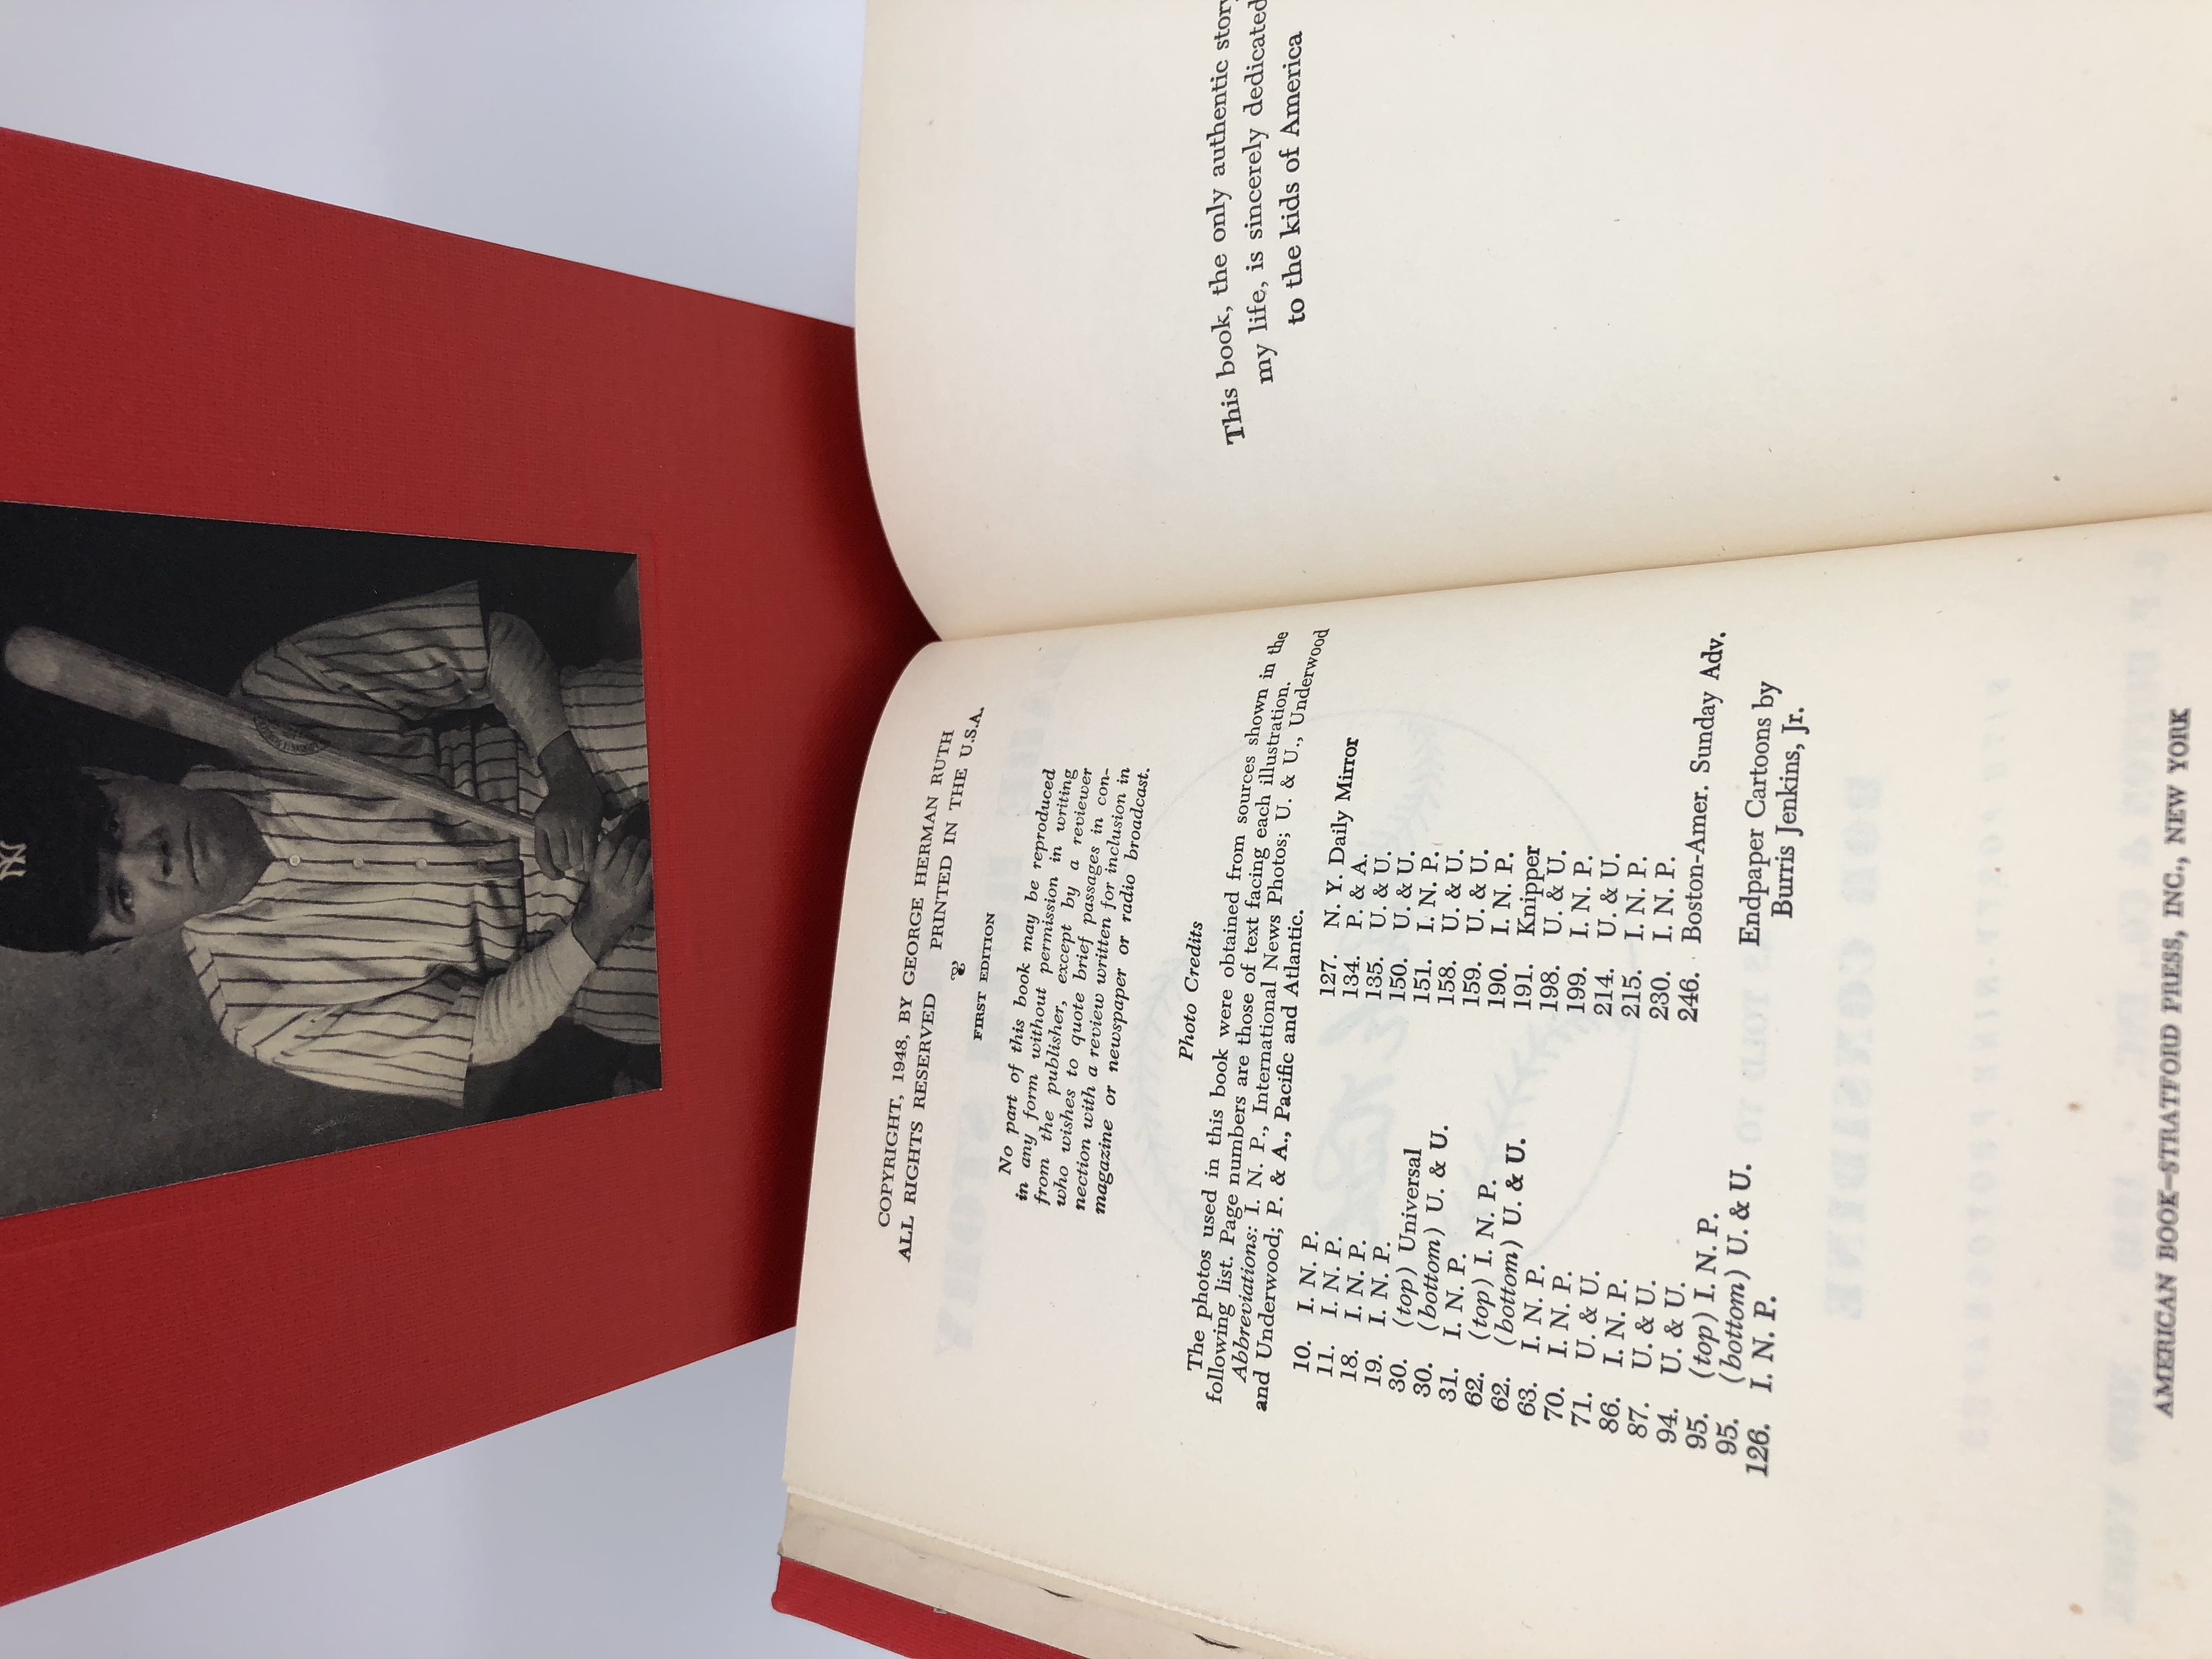 COPYRIGHT, 1948, BY GEORGE HERMAN RUTH
ALL RIGHTS RESERVED PRINTED IN THE U.S.A.
FIRST EDITION
No part of this book may be reproduced
in any form without permission in writing
from the publisher, except by a reviewer
who wishes to quote brief passages in con-
nection with a review written for inclusion in
magazine or newspaper or radio broadcast.
Photo Credits
The photos used in this book were obtained from sources shown in the
following list. Page numbers are those of text facing each illustration.
Abbreviations: I. N. P., International News Photos; U. & U., Underwood
and Underwood; P. & A., Pacific and Atlantic.
10. I. N. P.
11. I. N. P.
18. I. N. P.
19. I. N. P.
30. (top) Universal
30. (bottom) U. & U.
31. I. N. P.
62. (top) I. N. P.
62. (bottom) U. & U.
63. I. N. P.
70. I. N. P.
71. U. & U.
86. I. N. P.
87. U. & U.
94. U. & U.
95. (top) I. N. P.
95. (bottom) U. & U.
126. I. N. P.
127. N. Y. Daily Mirror
134. P. & A.
135. U. & U.
150. U. & U.
151. I. N. P.
158. U. & U.
159. U. & U.
190. I. N. P.
191. Knipper
198. U. & U.
199. I. N. P.
214. U. & U.
215. I. N. P.
230. I. N. P.
246. Boston-Amer. Sunday Adv.
Endpaper Cartoons by
Burris Jenkins, Jr.
AMERICAN BOOK–STRATFORD PRESS, INC., NEW YORK
This book, the only authentic story
my life, is sincerely dedicated
to the kids of America
NY